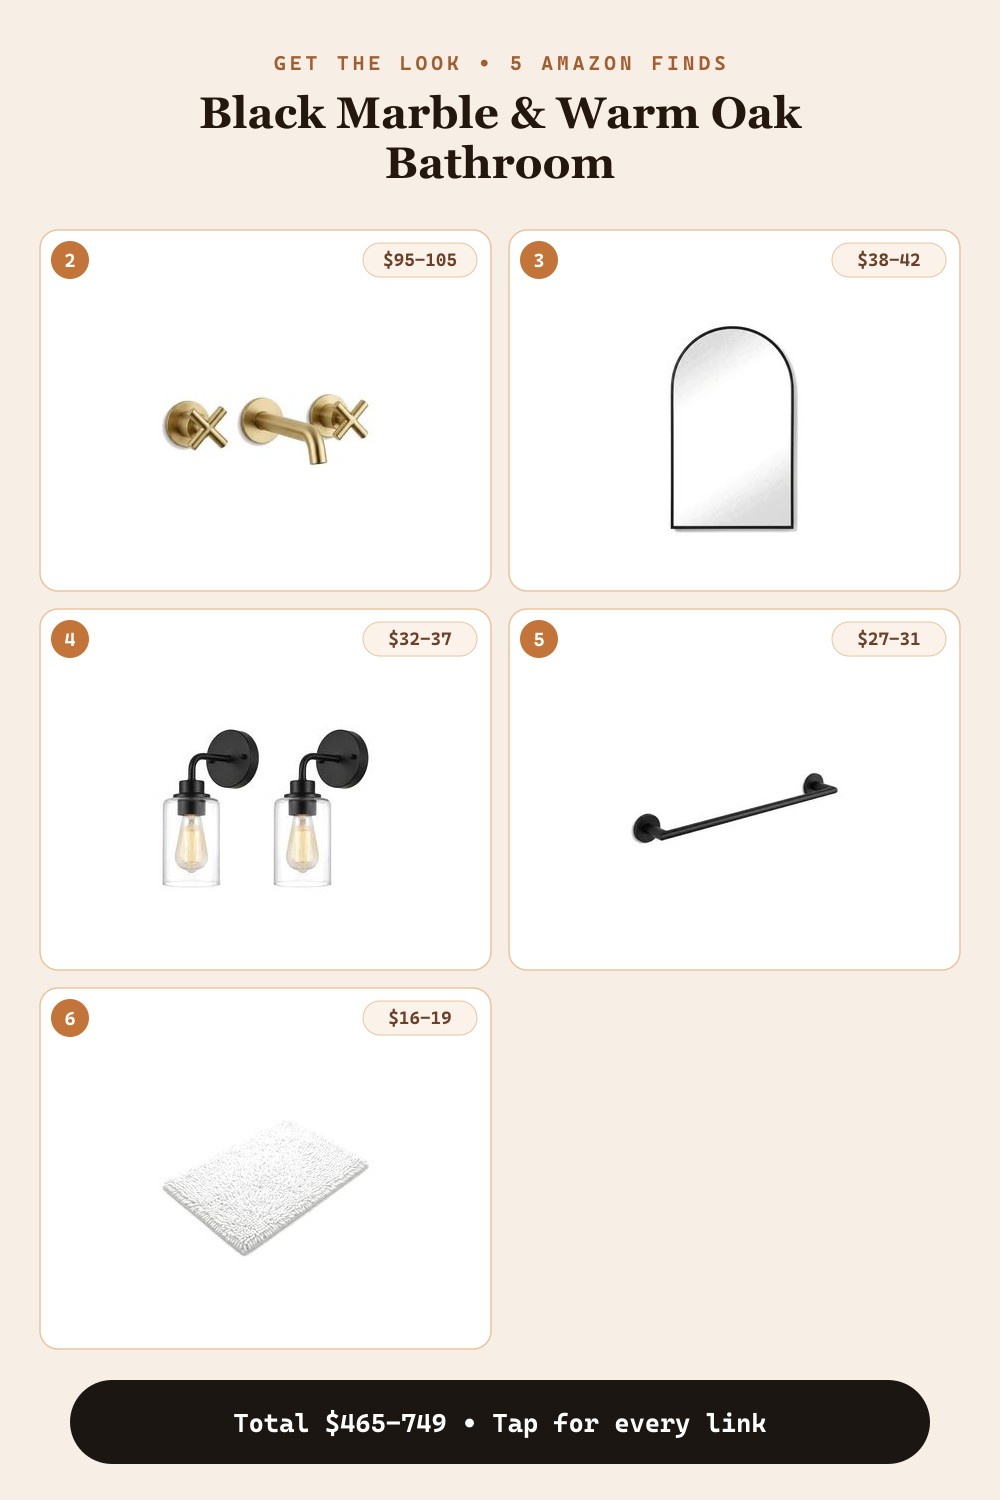 GET THE LOOK • 5 AMAZON FINDS
Black Marble & Warm Oak
Bathroom
2
$95–105
3
$38–42
4
$32–37
5
$27–31
6
$16–19
Total $465–749 • Tap for every link